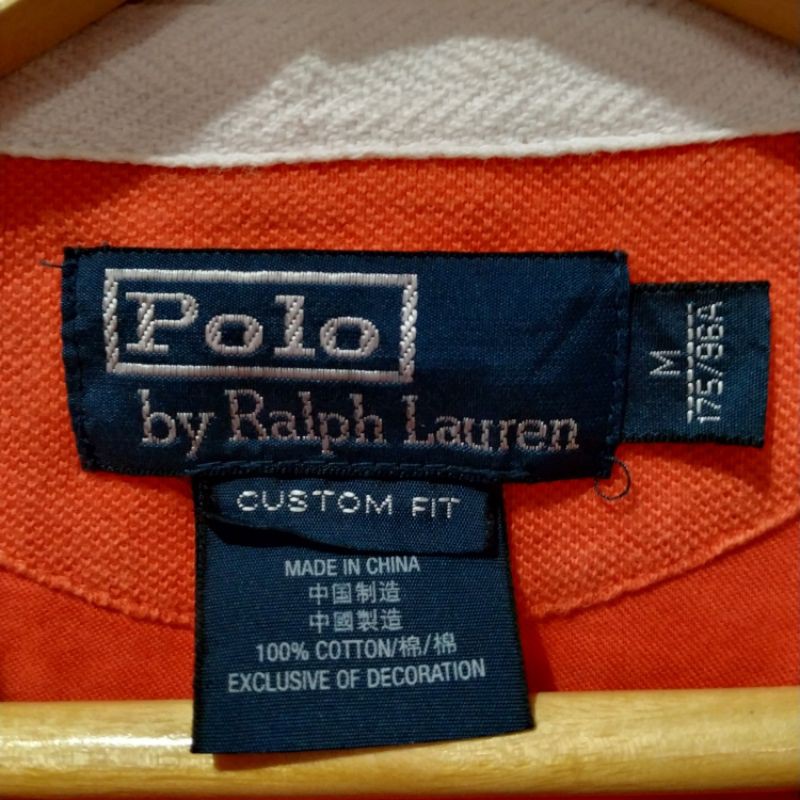 Polo
by Ralph Lauren
M
175/96A
CUSTOM FIT
MADE IN CHINA
中国制造
中國製造
100% COTTON/棉/棉
EXCLUSIVE OF DECORATION